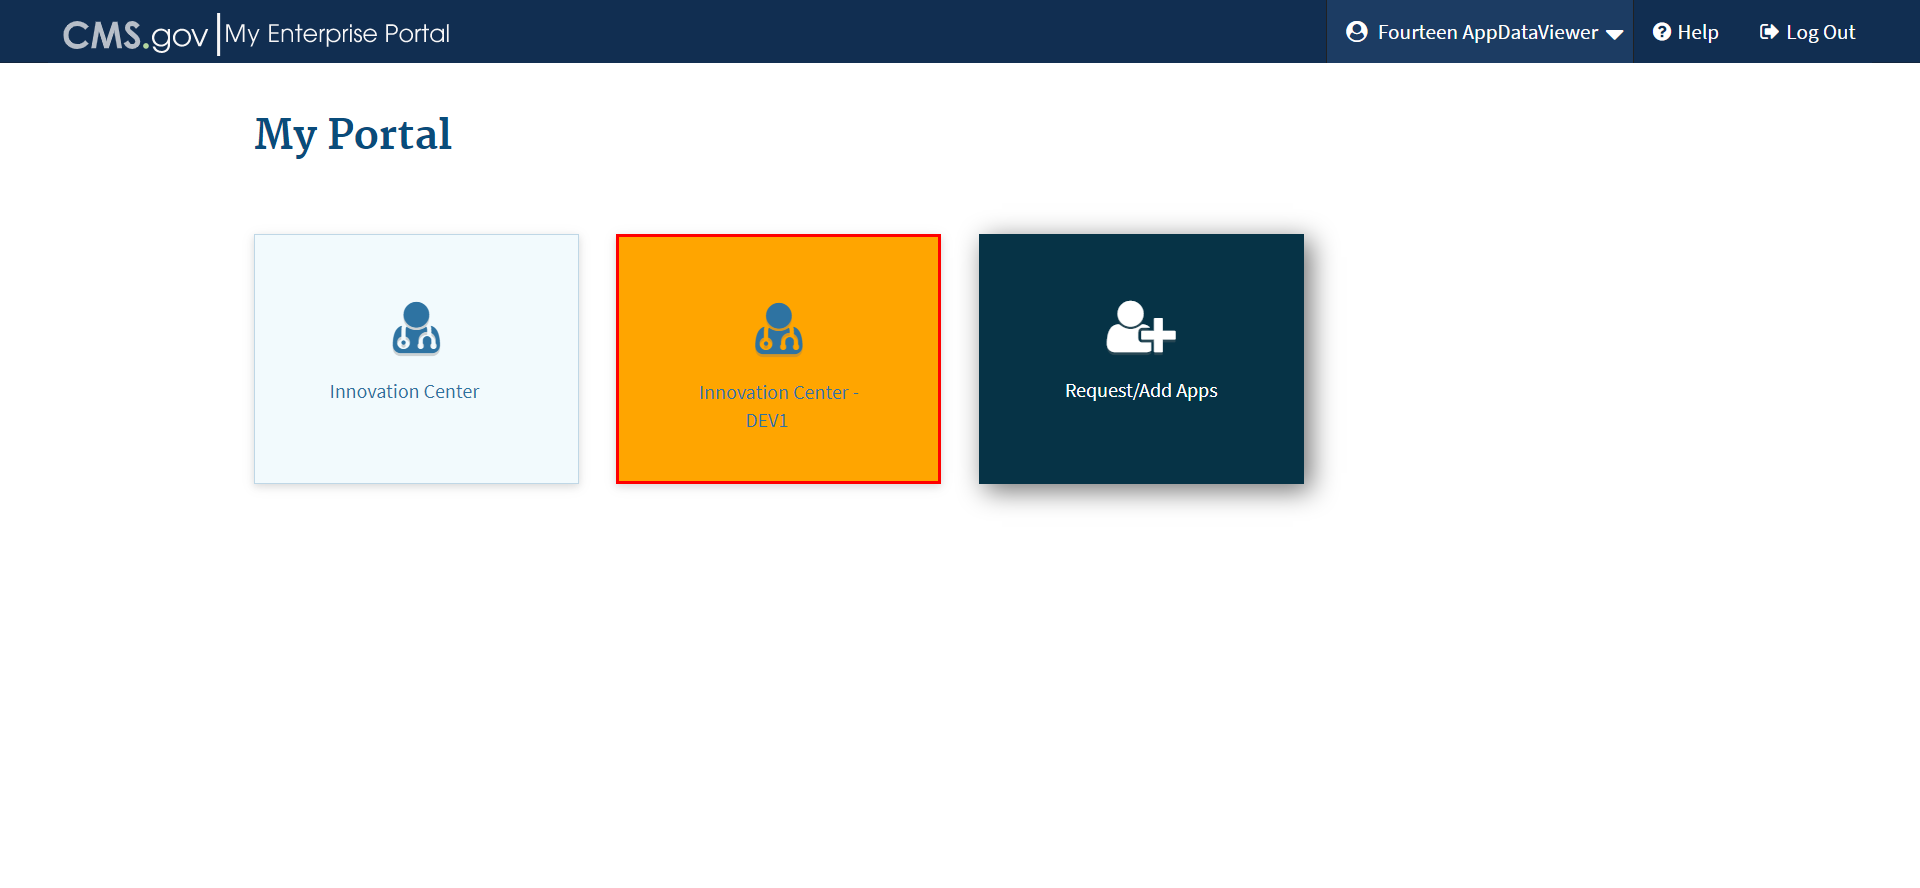 CMS.gov My Enterprise Portal
Fourteen AppDataViewer
Help
Log Out
My Portal
Innovation Center
Innovation Center -
DEV1
Request/Add Apps